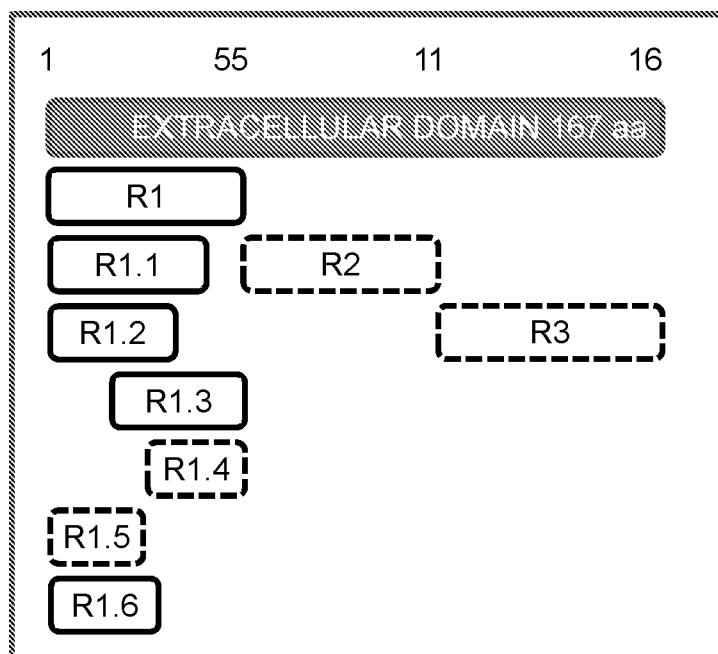 1 55 11 16
EXTRACELLULAR DOMAIN 167 aa
R1
R1.1 R2
R1.2 R3
R1.3
R1.4
R1.5
R1.6